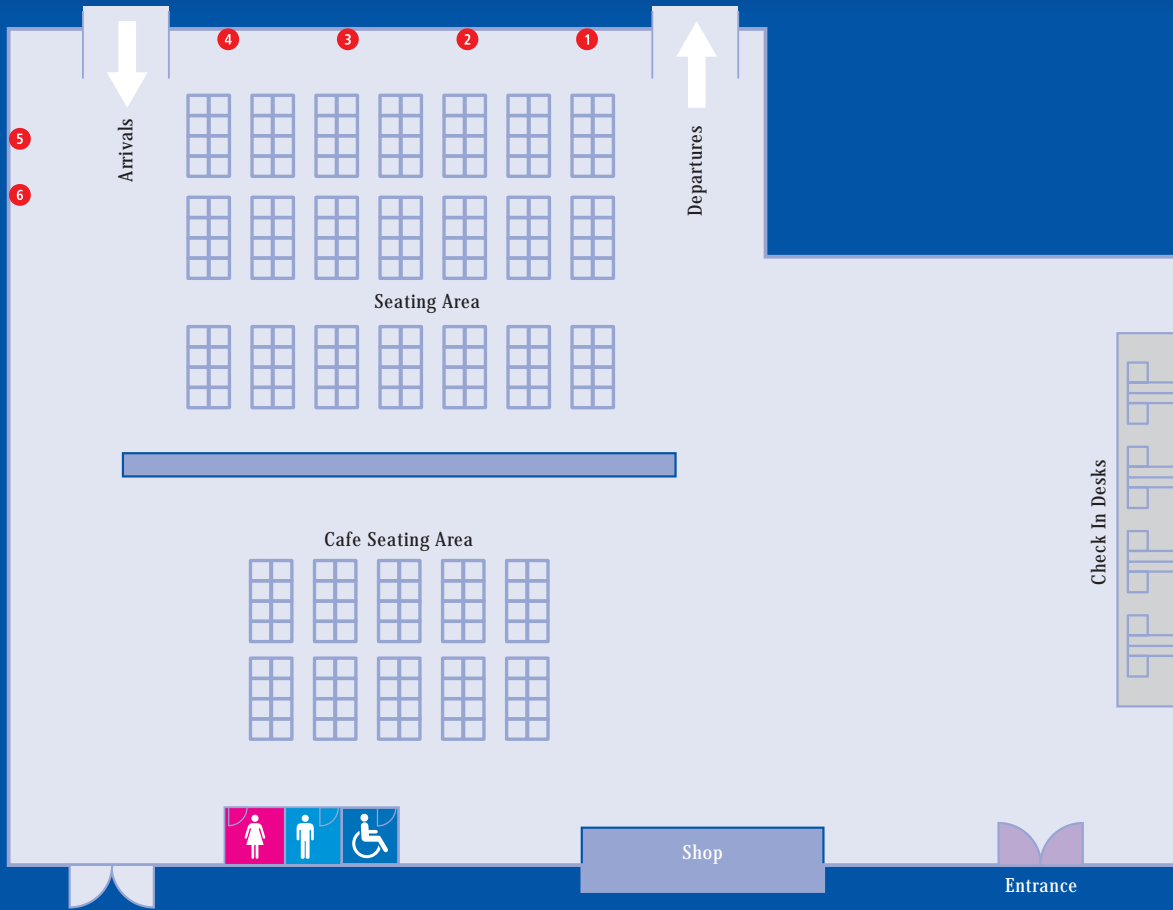 4
3
2
1
5
6
Arrivals
Departures
Seating Area
Check In Desks
Cafe Seating Area
Shop
Entrance